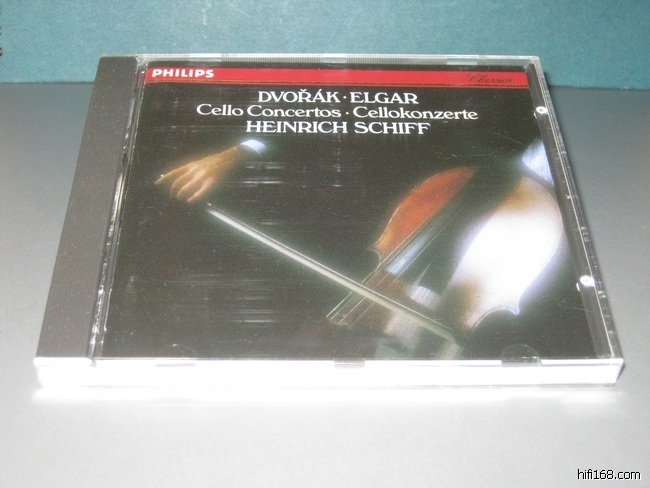 PHILIPS
Classics
DVOŘÁK · ELGAR
Cello Concertos · Cellokonzerte
HEINRICH SCHIFF
hifi168.com